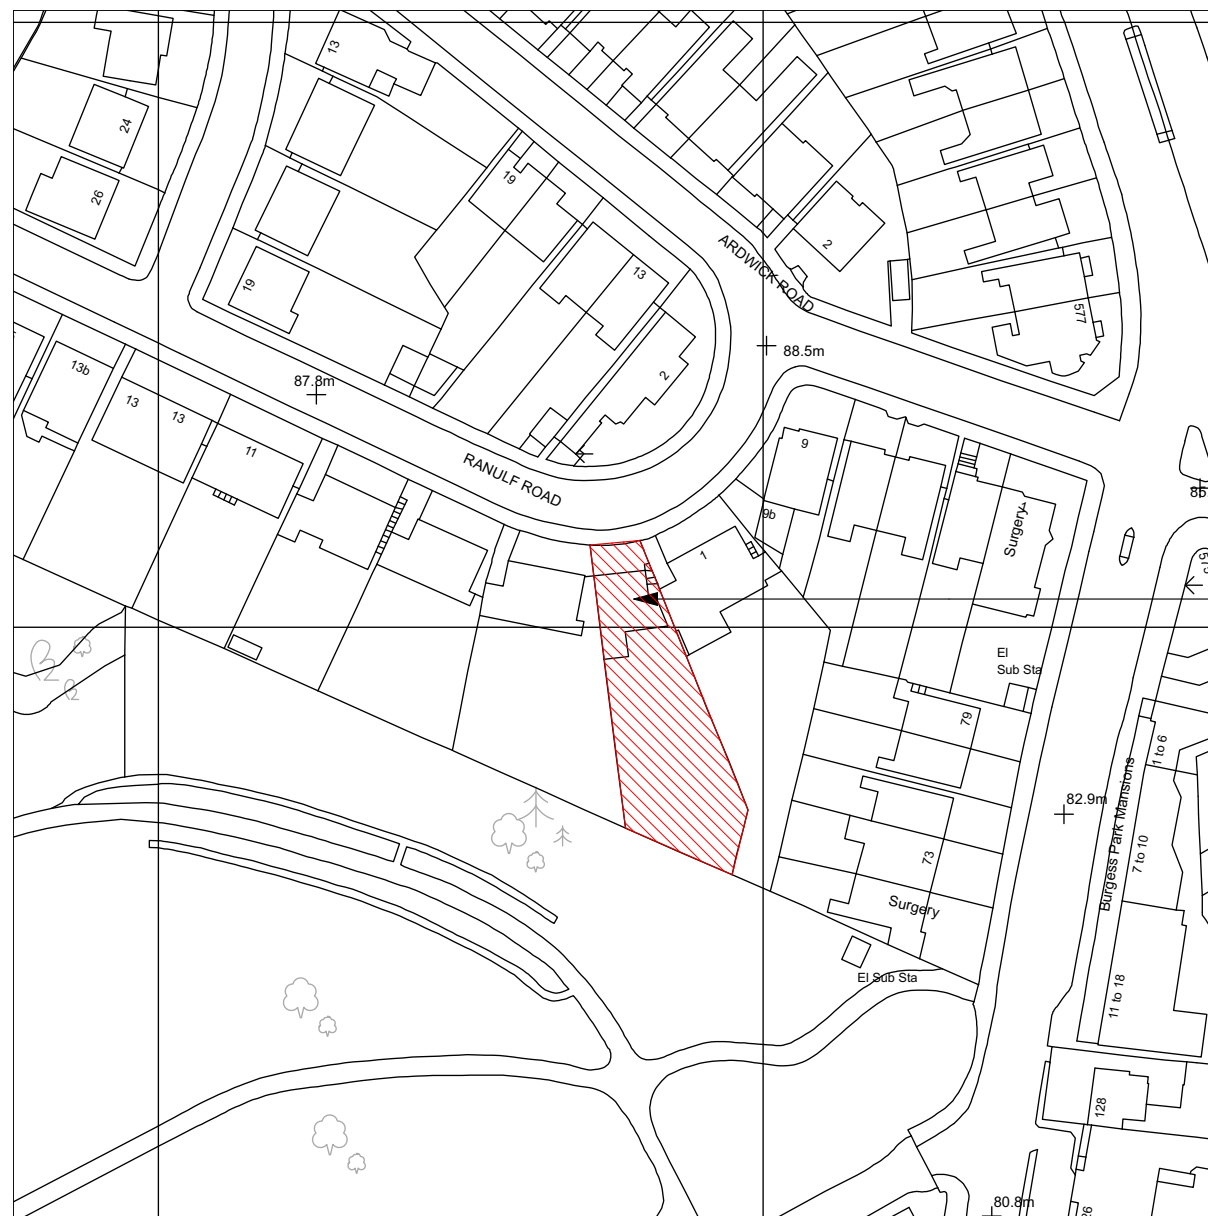 13
24
26
19
19
13
2
ARDWICK ROAD
2
577
88.5m
87.8m
13b
13
13
11
RANULF ROAD
2
9
9b
1
Surgery
El
Sub Sta
79
1 to 6
82.9m
Burgess Park Mansions
7 to 10
73
Surgery
El Sub Sta
11 to 18
128
80.8m